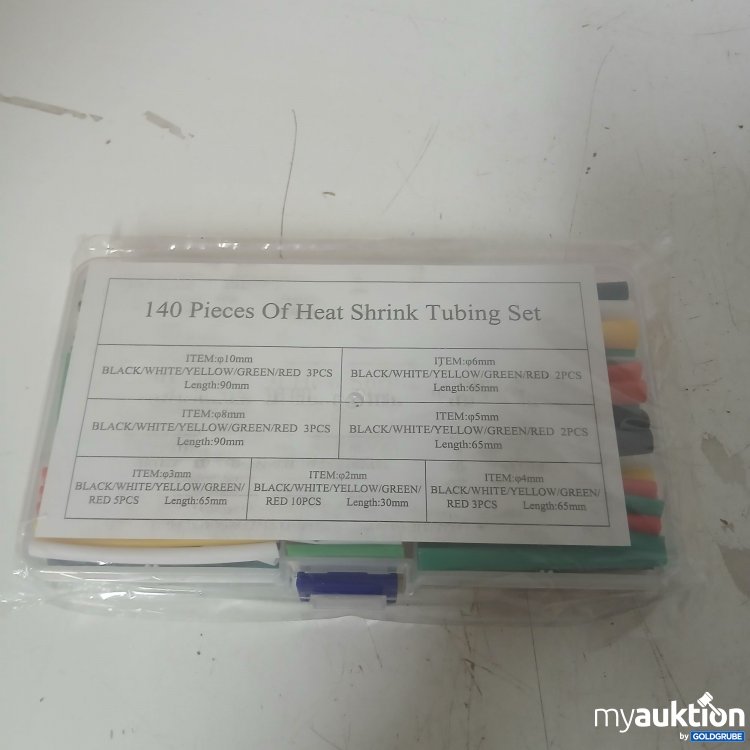 140 Pieces Of Heat Shrink Tubing Set
ITEM:φ10mm
BLACK/WHITE/YELLOW/GREEN/RED 3PCS
Length:90mm
ITEM:φ6mm
BLACK/WHITE/YELLOW/GREEN/RED 2PCS
Length:65mm
ITEM:φ8mm
BLACK/WHITE/YELLOW/GREEN/RED 3PCS
Length:90mm
ITEM:φ5mm
BLACK/WHITE/YELLOW/GREEN/RED 2PCS
Length:65mm
ITEM:φ3mm
BLACK/WHITE/YELLOW/GREEN/
RED 5PCS Length:65mm
ITEM:φ2mm
BLACK/WHITE/YELLOW/GREEN/
RED 10PCS Length:30mm
ITEM:φ4mm
BLACK/WHITE/YELLOW/GREEN/
RED 3PCS Length:65mm
myauktion
by GOLDGRUBE